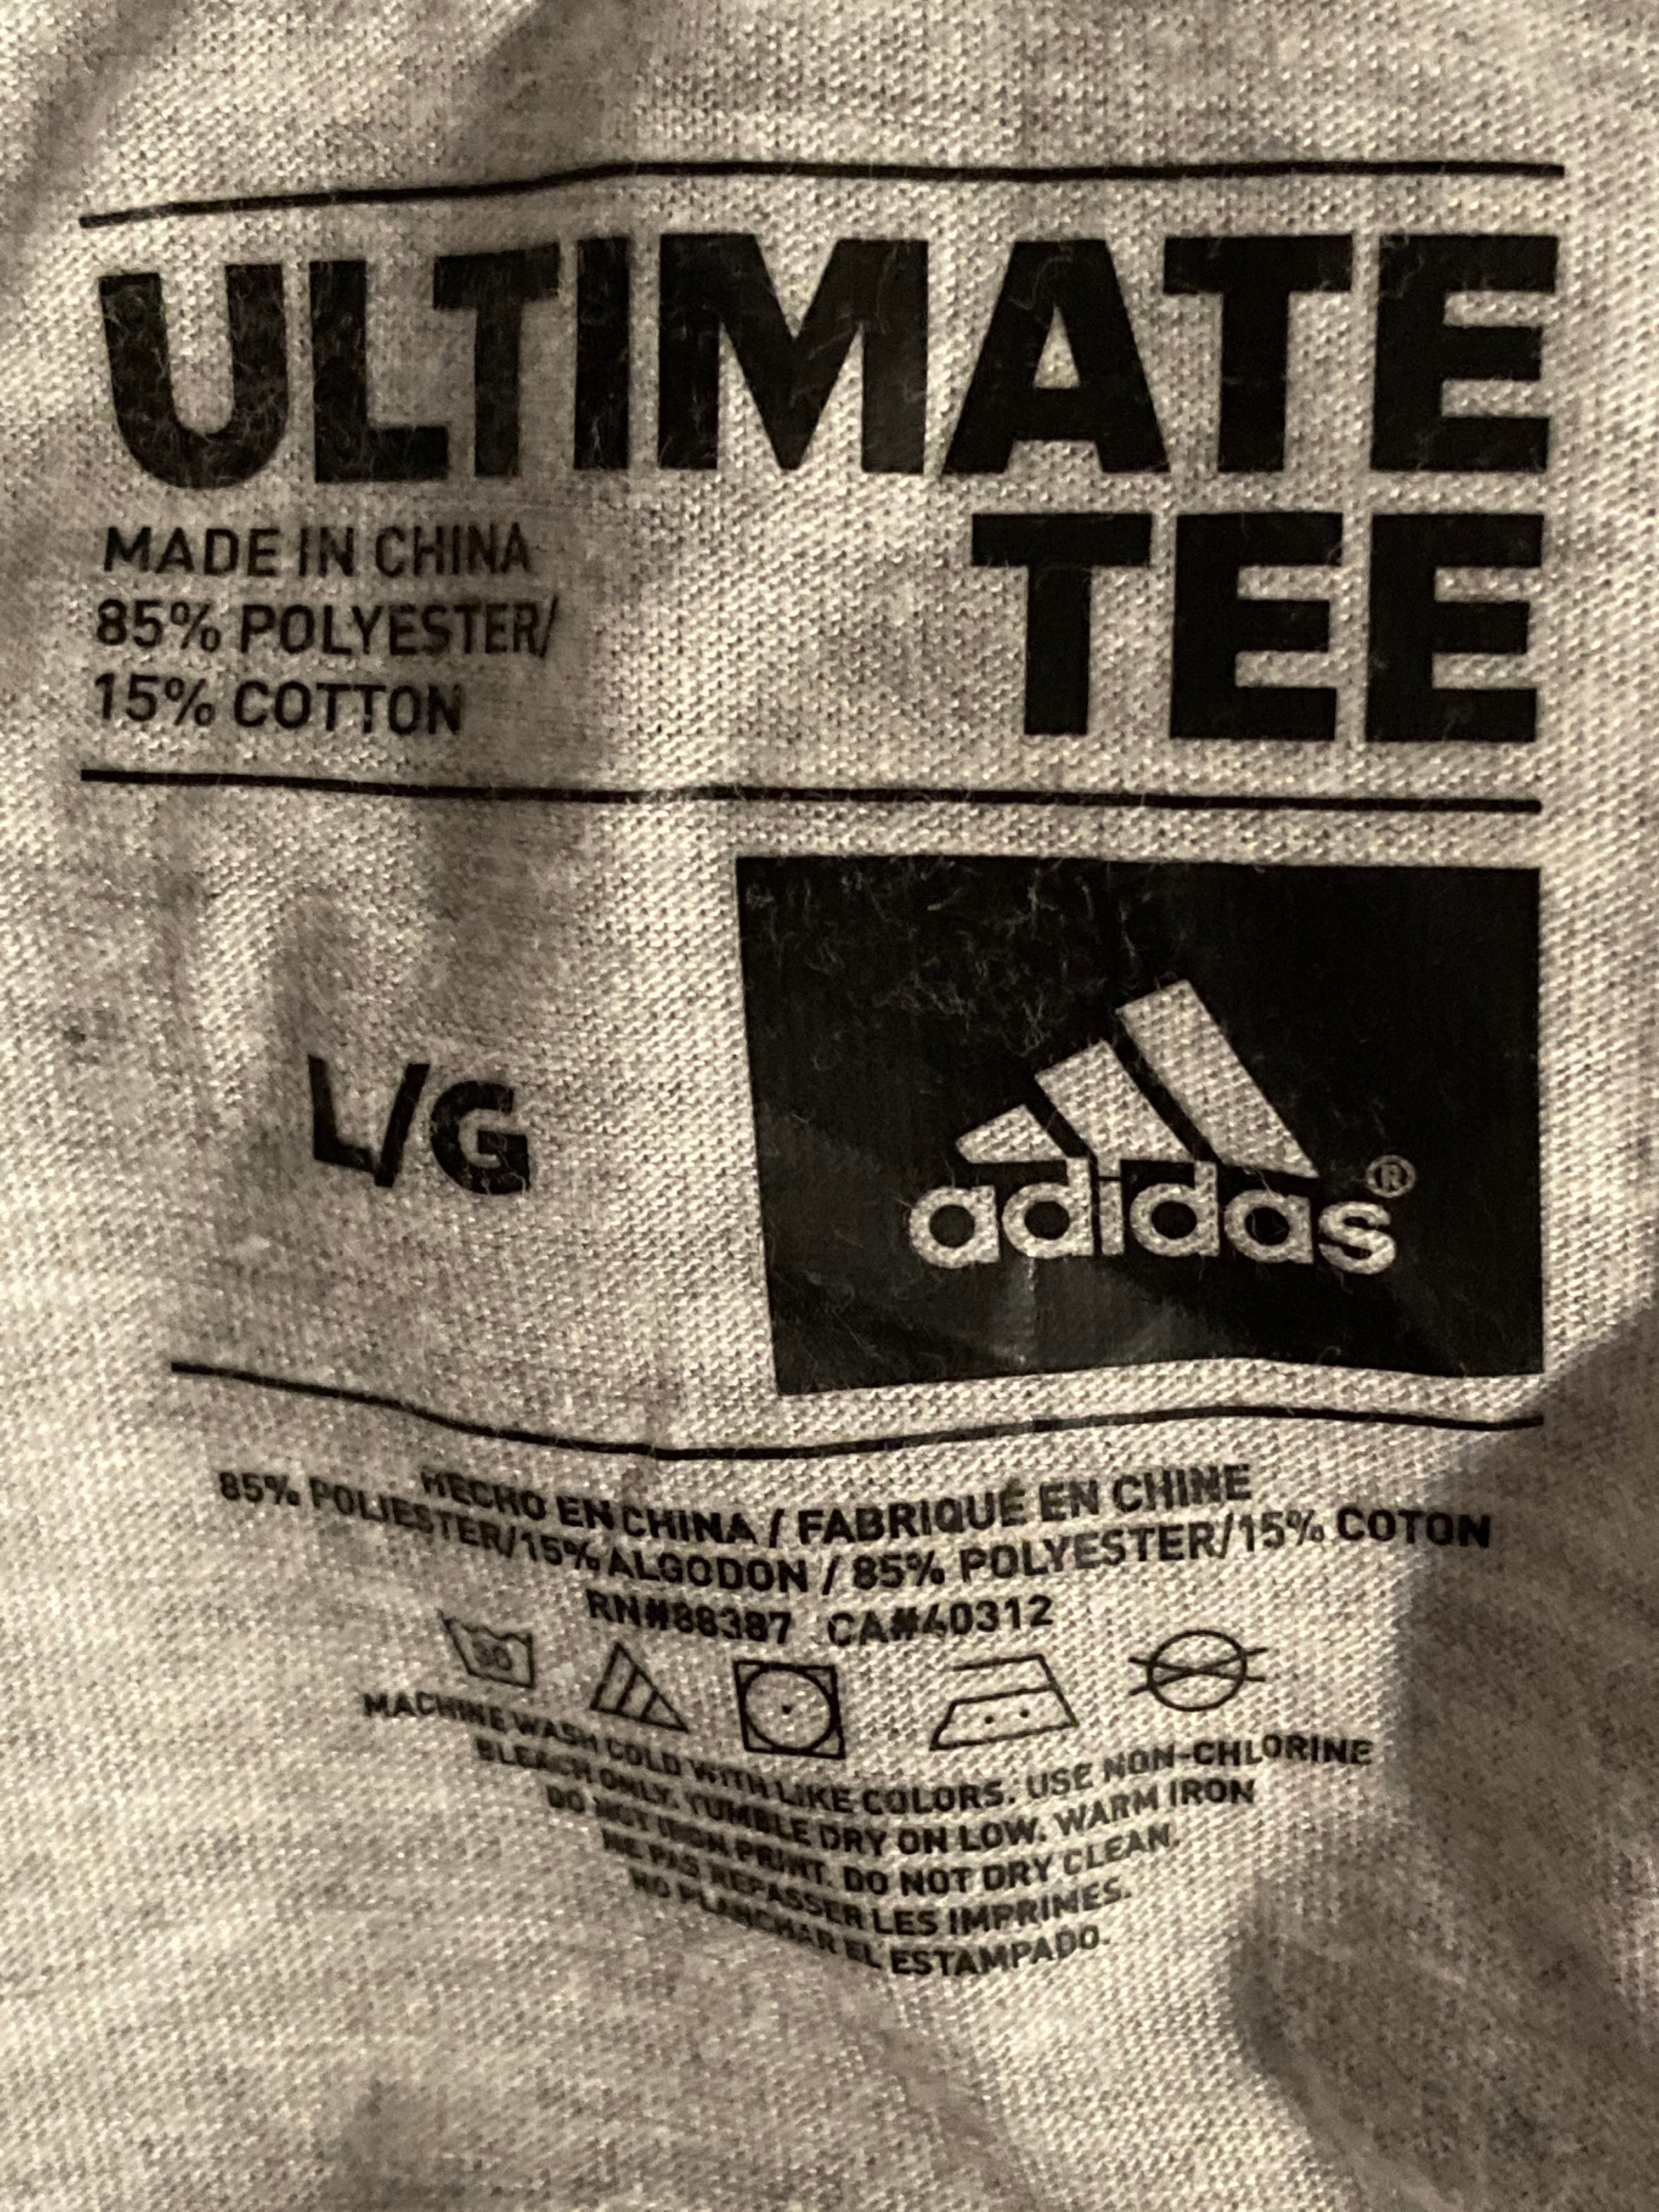 ULTIMATE
TEE
MADE IN CHINA
85% POLYESTER/
15% COTTON
L/G
adidas®
HECHO EN CHINA / FABRIQUÉ EN CHINE
85% POLIESTER/15% ALGODON / 85% POLYESTER/15% COTON
RN#88387 CA#40312
30
MACHINE WASH COLD WITH LIKE COLORS. USE NON-CHLORINE
BLEACH ONLY. TUMBLE DRY ON LOW. WARM IRON
DO NOT IRON PRINT. DO NOT DRY CLEAN.
NE PAS REPASSER LES IMPRIMES.
NO PLANCHAR EL ESTAMPADO.